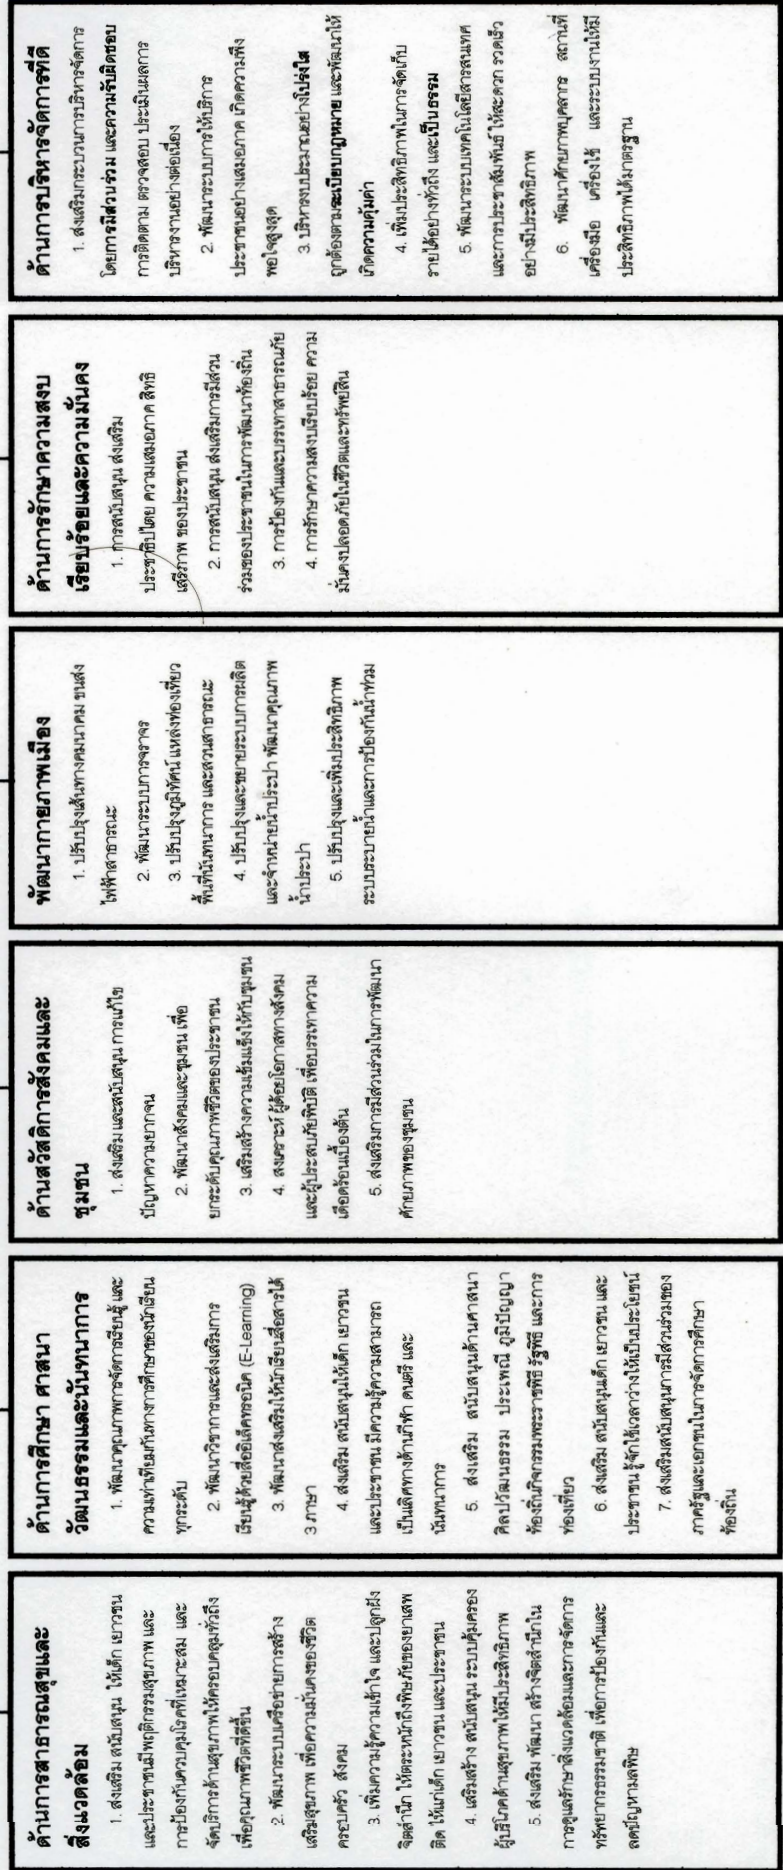 ด้านการสาธารณสุขและ
สิ่งแวดล้อม
1. ส่งเสริม สนับสนุน ให้เด็ก เยาวชน
และประชาชนมีพฤติกรรมสุขภาพ และ
การป้องกันควบคุมโรคที่เหมาะสม และ
จัดบริการด้านสุขภาพให้ครอบคลุมทั่วถึง
เพื่อคุณภาพชีวิตที่ดีขึ้น
2. พัฒนาระบบเครือข่ายการสร้าง
เสริมสุขภาพ เพื่อความมั่นคงของชีวิต
ครอบครัว สังคม
3. เพิ่มความรู้ความเข้าใจ และปลูกฝัง
จิตสำนึก ให้ตระหนักถึงพิษภัยของยาเสพ
ติด ให้แก่เด็ก เยาวชน และประชาชน
4. เสริมสร้าง สนับสนุน ระบบคุ้มครอง
ผู้บริโภคด้านสุขภาพให้มีประสิทธิภาพ
5. ส่งเสริม พัฒนา สร้างจิตสำนึกใน
การดูแลรักษาสิ่งแวดล้อมและการจัดการ
ทรัพยากรธรรมชาติ เพื่อการป้องกันและ
ลดปัญหามลพิษ
ด้านการศึกษา ศาสนา
วัฒนธรรมและนันทนาการ
1. พัฒนาคุณภาพการจัดการเรียนรู้ และ
ความเท่าเทียมกันทางการศึกษาของนักเรียน
ทุกระดับ
2. พัฒนาวิชาการและส่งเสริมการ
เรียนรู้ด้วยสื่ออิเล็คทรอนิค (E-Learning)
3. พัฒนาส่งเสริมให้นักเรียนสื่อสารได้
3 ภาษา
4. ส่งเสริม สนับสนุนให้เด็ก เยาวชน
และประชาชน มีความรู้ความสามารถ
เป็นเลิศทางด้านกีฬา ดนตรี และ
นันทนาการ
5. ส่งเสริม สนับสนุนด้านศาสนา
ศิลปวัฒนธรรม ประเพณี ภูมิปัญญา
ท้องถิ่นกิจกรรมพระราชพิธี รัฐพิธี และการ
ท่องเที่ยว
6. ส่งเสริม สนับสนุนเด็ก เยาวชน และ
ประชาชน รู้จักใช้เวลาว่างให้เป็นประโยชน์
7. ส่งเสริมสนับสนุนการมีส่วนร่วมของ
ภาครัฐและเอกชนในการจัดการศึกษา
ท้องถิ่น
ด้านสวัสดิการสังคมและ
ชุมชน
1. ส่งเสริม และสนับสนุน การแก้ไข
ปัญหาความยากจน
2. พัฒนาสังคมและชุมชน เพื่อ
ยกระดับคุณภาพชีวิตของประชาชน
3. เสริมสร้างความเข้มแข็งให้กับชุมชน
4. สงเคราะห์ ผู้ด้อยโอกาสทางสังคม
และผู้ประสบภัยพิบัติ เพื่อบรรเทาความ
เดือดร้อนเบื้องต้น
5. ส่งเสริมการมีส่วนร่วมในการพัฒนา
ศักยภาพของชุมชน
พัฒนากายภาพเมือง
1. ปรับปรุงเส้นทางคมนาคม ขนส่ง
ไฟฟ้าสาธารณะ
2. พัฒนาระบบการจราจร
3. ปรับปรุงภูมิทัศน์ แหล่งท่องเที่ยว
พื้นที่นันทนาการ และสวนสาธารณะ
4. ปรับปรุงและขยายระบบการผลิต
และจำหน่ายน้ำประปา พัฒนาคุณภาพ
น้ำประปา
5. ปรับปรุงและเพิ่มประสิทธิภาพ
ระบบระบายน้ำและการป้องกันน้ำท่วม
ด้านการรักษาความสงบ
เรียบร้อยและความมั่นคง
1. การสนับสนุน ส่งเสริม
ประชาธิปไตย ความเสมอภาค สิทธิ
เสรีภาพ ของประชาชน
2. การสนับสนุน ส่งเสริมการมีส่วน
ร่วมของประชาชนในการพัฒนาท้องถิ่น
3. การป้องกันและบรรเทาสาธารณภัย
4. การรักษาความสงบเรียบร้อย ความ
มั่นคงปลอดภัยในชีวิตและทรัพย์สิน
ด้านการบริหารจัดการที่ดี
1. ส่งเสริมกระบวนการบริหารจัดการ
โดยการมีส่วนร่วม และความรับผิดชอบ
การติดตาม ตรวจสอบ ประเมินผลการ
บริหารงานอย่างต่อเนื่อง
2. พัฒนาระบบการให้บริการ
ประชาชนอย่างเสมอภาค เกิดความพึง
พอใจสูงสุด
3. บริหารงบประมาณอย่างโปร่งใส
ถูกต้องตามระเบียบกฎหมาย และพัฒนาให้
เกิดความคุ้มค่า
4. เพิ่มประสิทธิภาพในการจัดเก็บ
รายได้อย่างทั่วถึง และเป็นธรรม
5. พัฒนาระบบเทคโนโลยีสารสนเทศ
และการประชาสัมพันธ์ ให้สะดวก รวดเร็ว
อย่างมีประสิทธิภาพ
6. พัฒนาศักยภาพบุคลากร สถานที่
เครื่องมือ เครื่องใช้ และระบบงานให้มี
ประสิทธิภาพได้มาตรฐาน